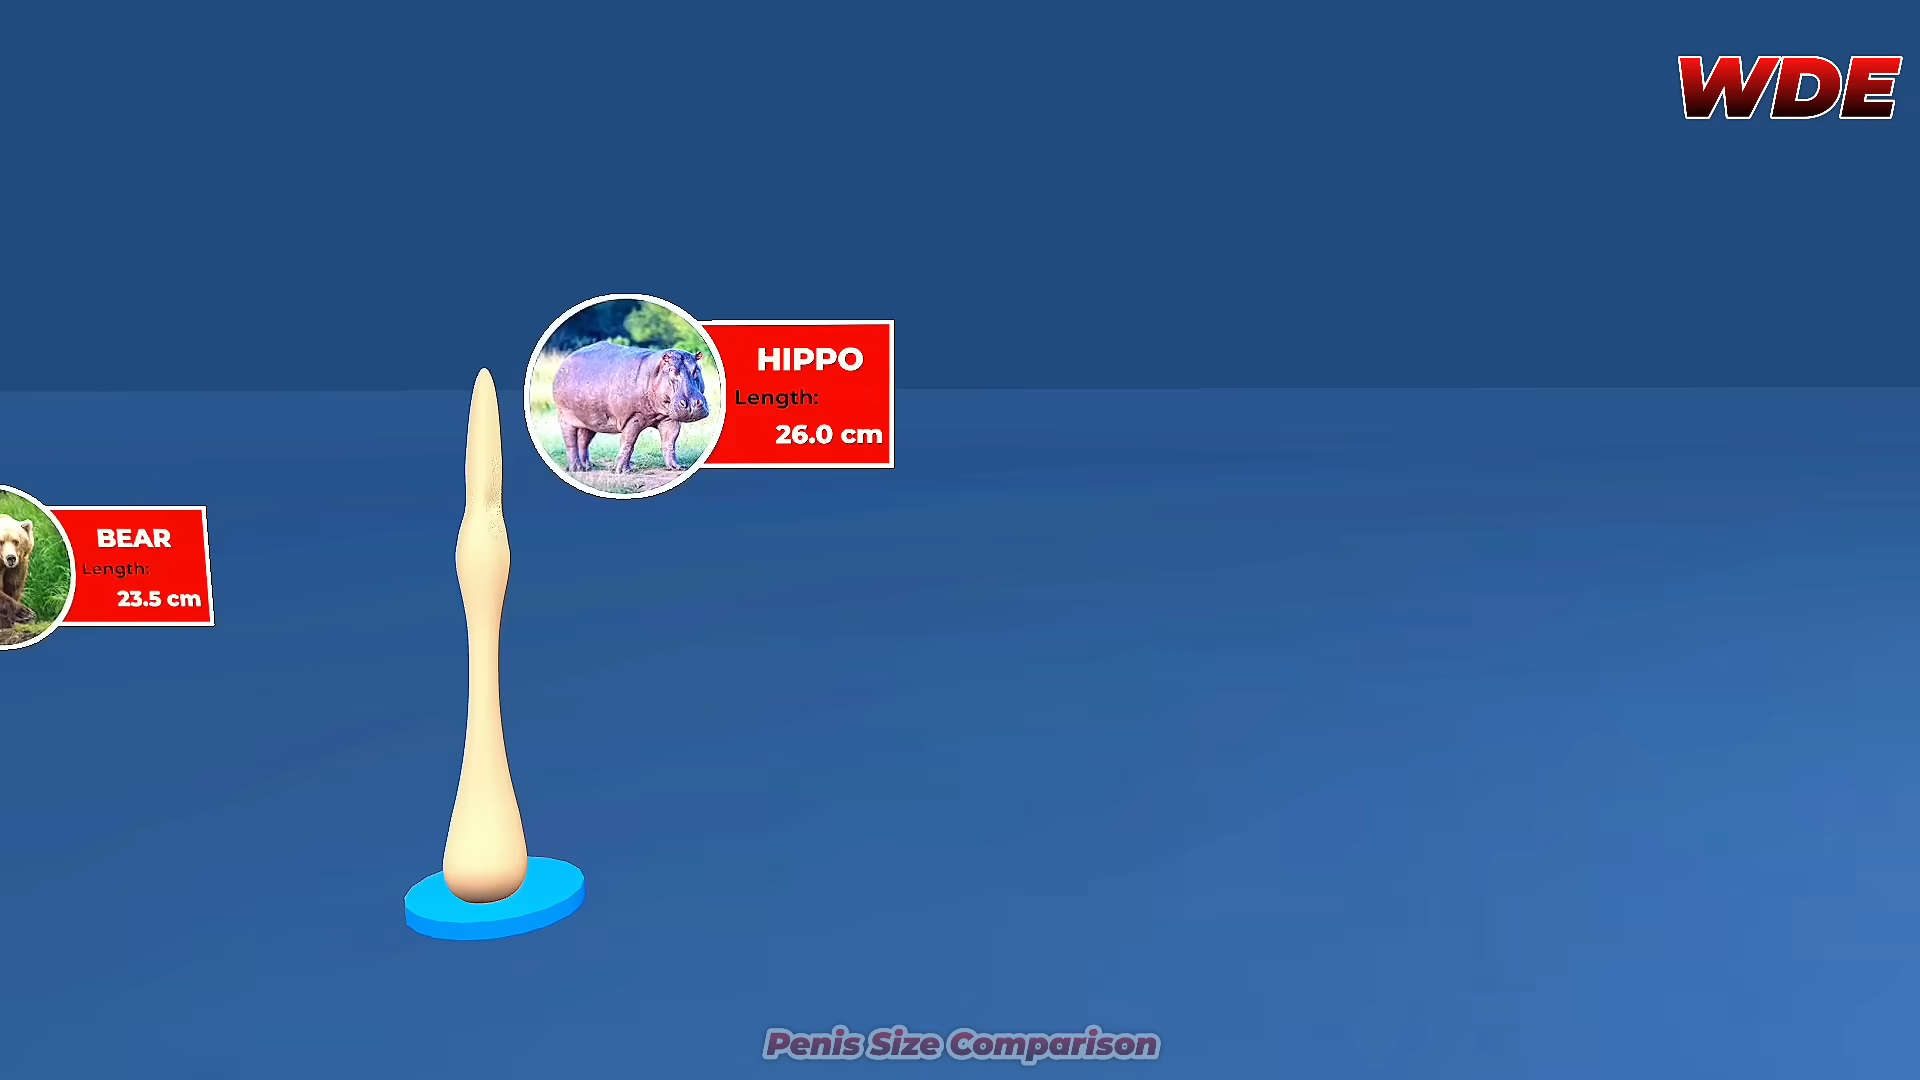 WDE
HIPPO
Length:
26.0 cm
BEAR
Length:
23.5 cm
Penis Size Comparison